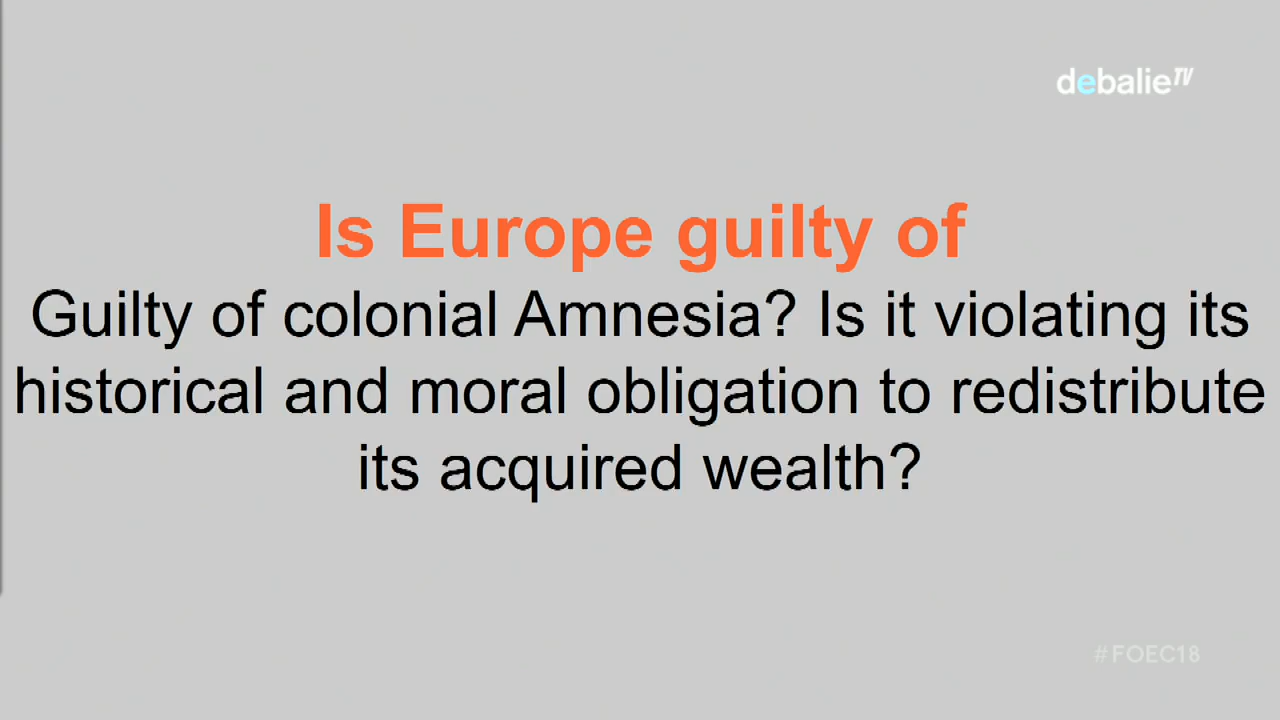 debalieTV
Is Europe guilty of
Guilty of colonial Amnesia? Is it violating its
historical and moral obligation to redistribute
its acquired wealth?
#FOEC18